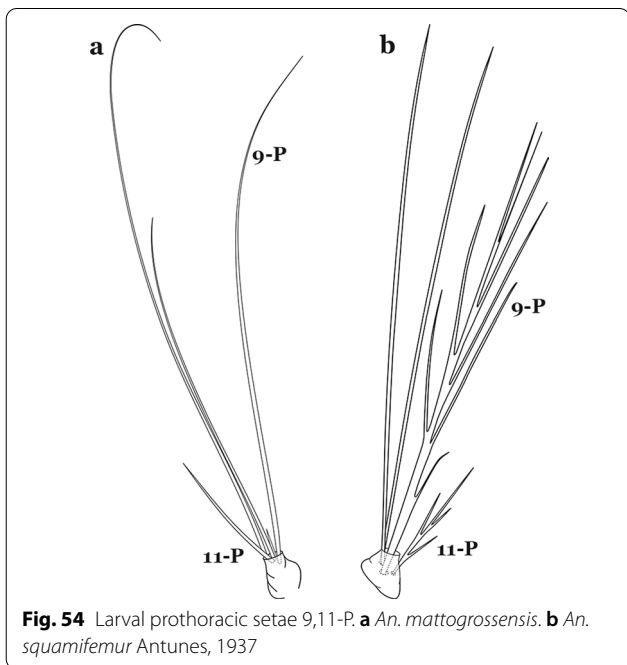 a
b
9-P
9-P
11-P
11-P
Fig. 54 Larval prothoracic setae 9,11-P. a An. mattogrossensis. b An.
squamifemur Antunes, 1937